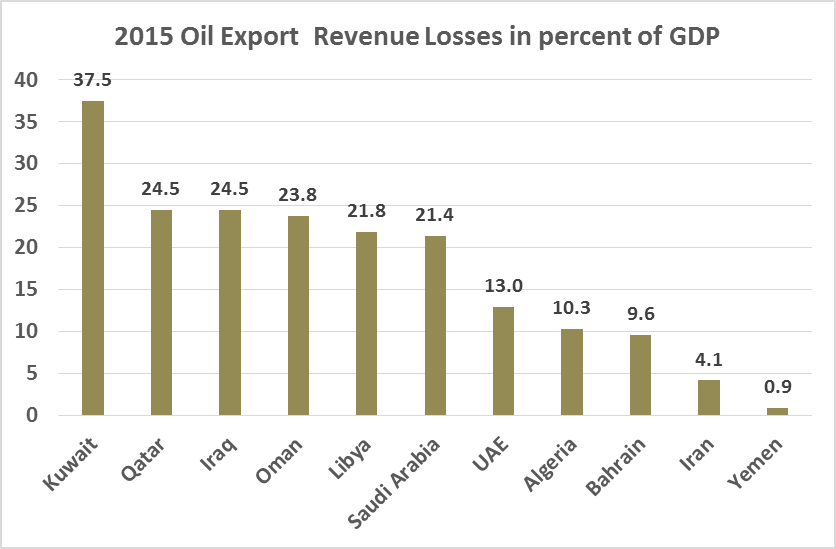 2015 Oil Export  Revenue Losses in percent of GDP
40
35
30
25
20
15
10
5
0
37.5
24.5
24.5
23.8
21.8
21.4
13.0
10.3
9.6
4.1
0.9
Kuwait
Qatar
Iraq
Oman
Libya
Saudi Arabia
UAE
Algeria
Bahrain
Iran
Yemen